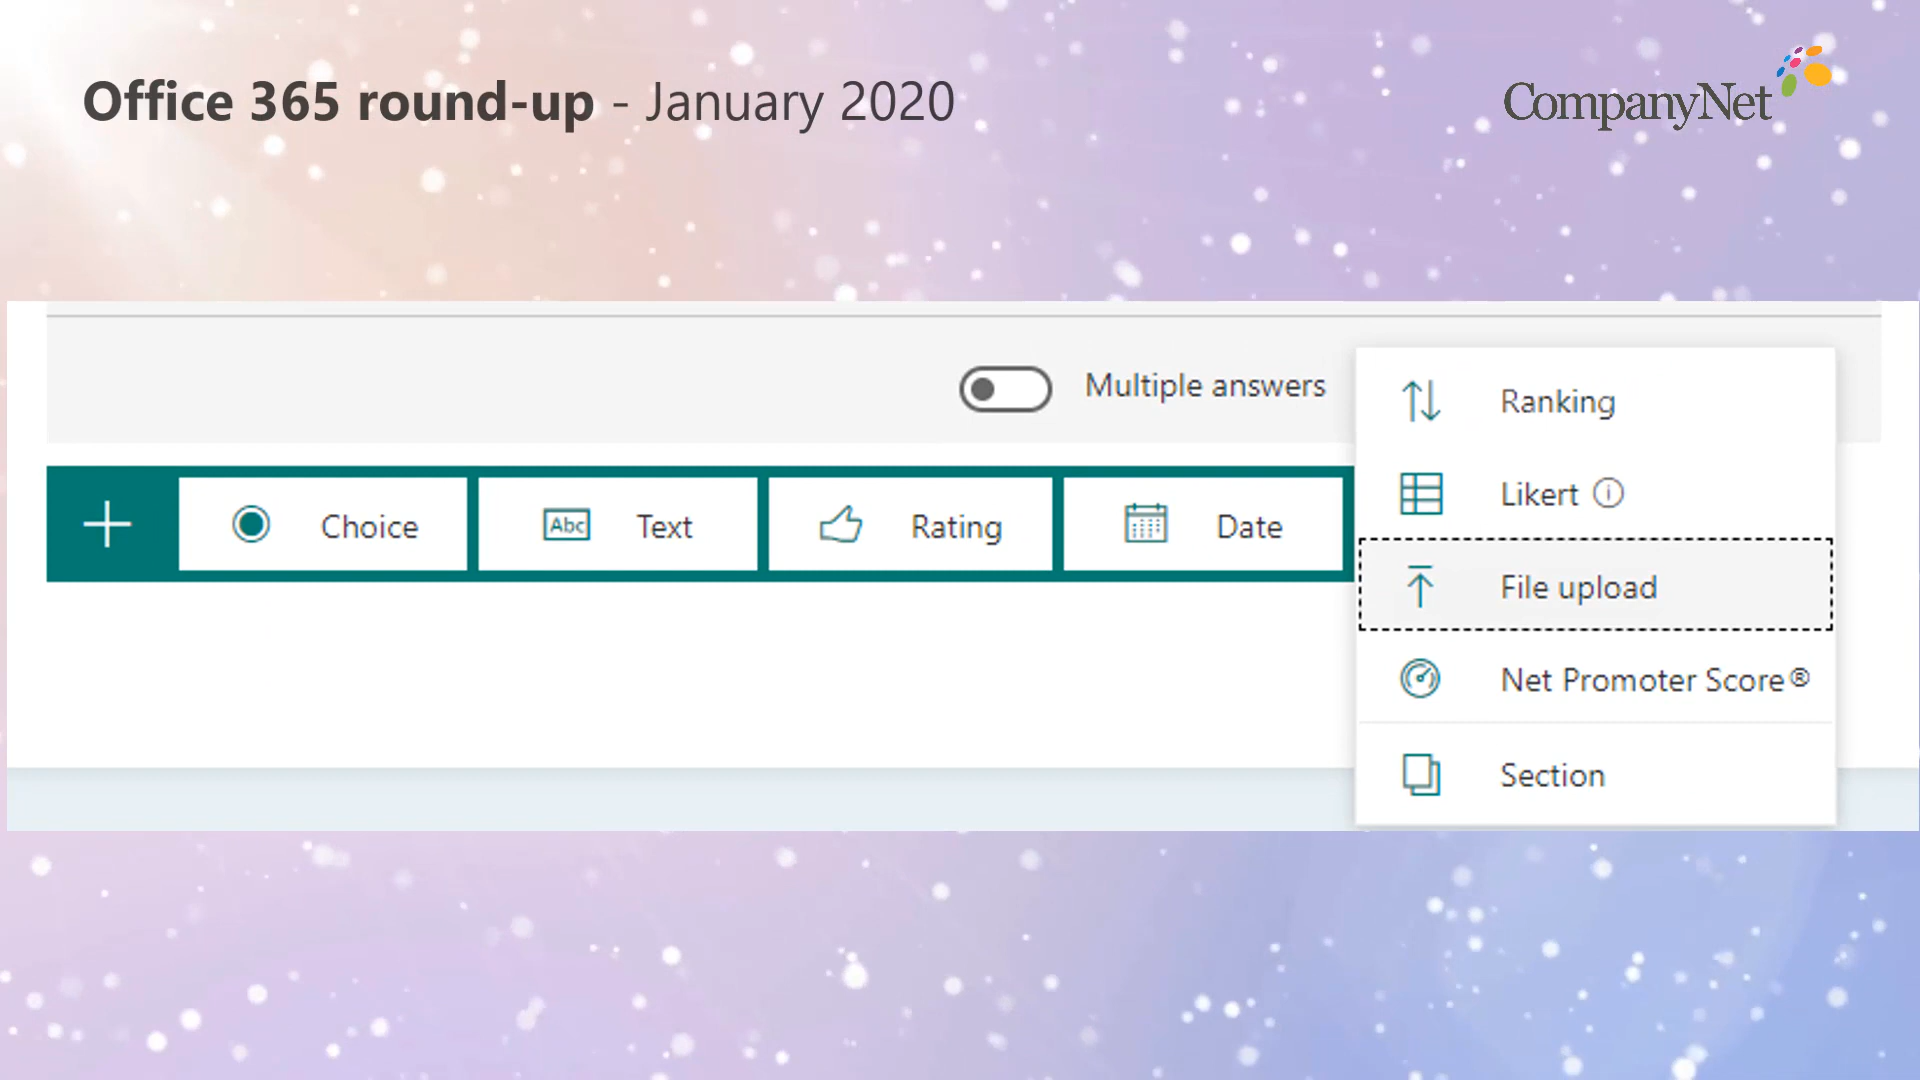 Office 365 round-up - January 2020
CompanyNet
Multiple answers
Choice
Abc
Text
Rating
Date
Ranking
Likert
File upload
Net Promoter Score®
Section